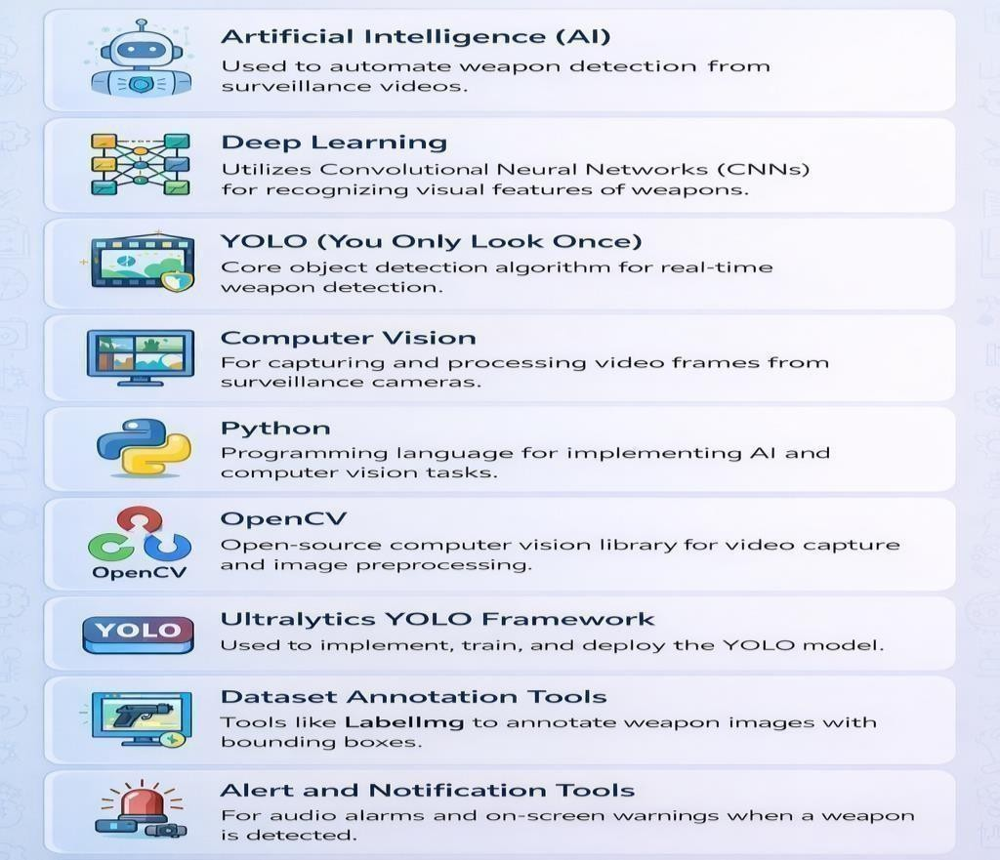 Artificial Intelligence (AI)
Used to automate weapon detection from
surveillance videos.
Deep Learning
Utilizes Convolutional Neural Networks (CNNs)
for recognizing visual features of weapons.
YOLO (You Only Look Once)
Core object detection algorithm for real-time
weapon detection.
Computer Vision
For capturing and processing video frames from
surveillance cameras.
Python
Programming language for implementing AI and
computer vision tasks.
OpenCV
OpenCV
Open-source computer vision library for video capture
and image preprocessing.
YOLO
Ultralytics YOLO Framework
Used to implement, train, and deploy the YOLO model.
Dataset Annotation Tools
Tools like LabelImg to annotate weapon images with
bounding boxes.
Alert and Notification Tools
For audio alarms and on-screen warnings when a weapon
is detected.